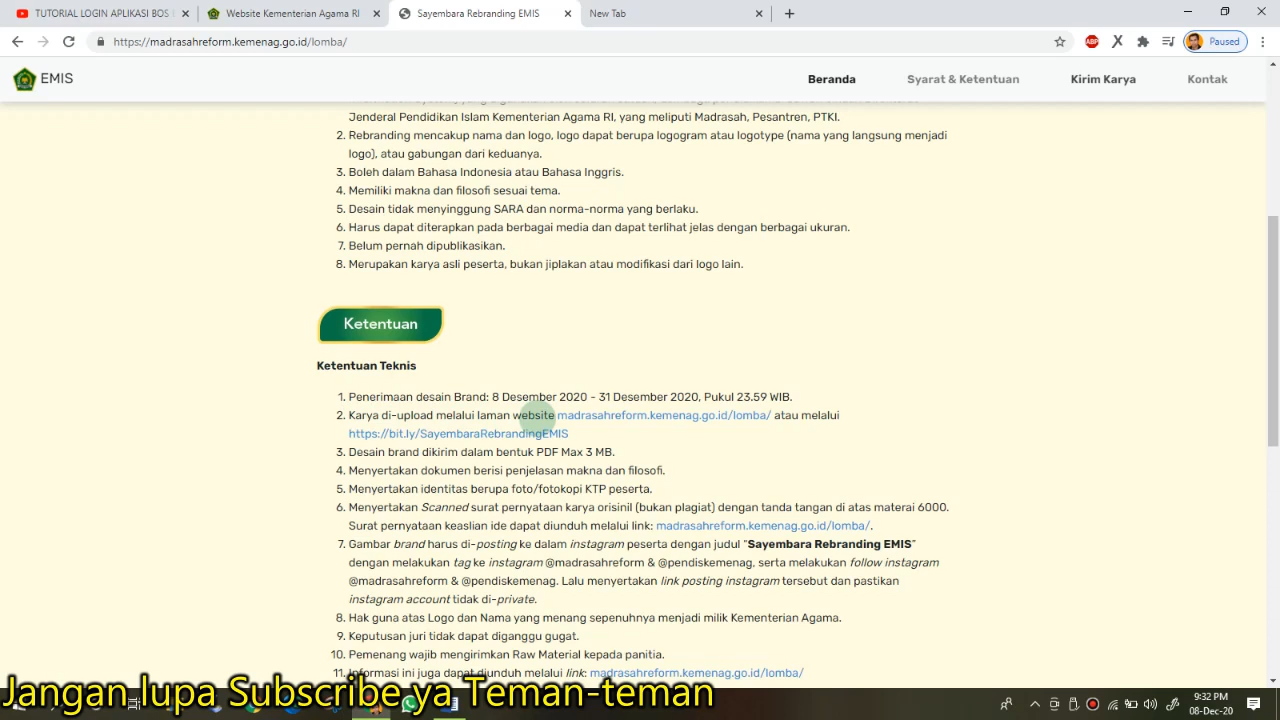 TUTORIAL LOGIN APLIKASI BOS
Website Kementerian Agama RI
Sayembara Rebranding EMIS
New Tab
https://madrasahreform.kemenag.go.id/lomba/
ABP
Paused
EMIS
Beranda
Syarat & Ketentuan
Kirim Karya
Kontak
Jenderal Pendidikan Islam Kementerian Agama RI, yang meliputi Madrasah, Pesantren, PTKI.
2. Rebranding mencakup nama dan logo, logo dapat berupa logogram atau logotype (nama yang langsung menjadi
logo), atau gabungan dari keduanya.
3. Boleh dalam Bahasa Indonesia atau Bahasa Inggris.
4. Memiliki makna dan filosofi sesuai tema.
5. Desain tidak menyinggung SARA dan norma-norma yang berlaku.
6. Harus dapat diterapkan pada berbagai media dan dapat terlihat jelas dengan berbagai ukuran.
7. Belum pernah dipublikasikan.
8. Merupakan karya asli peserta, bukan jiplakan atau modifikasi dari logo lain.
Ketentuan
Ketentuan Teknis
1. Penerimaan desain Brand: 8 Desember 2020 - 31 Desember 2020, Pukul 23.59 WIB.
2. Karya di-upload melalui laman website madrasahreform.kemenag.go.id/lomba/ atau melalui
https://bit.ly/SayembaraRebrandingEMIS
3. Desain brand dikirim dalam bentuk PDF Max 3 MB.
4. Menyertakan dokumen berisi penjelasan makna dan filosofi.
5. Menyertakan identitas berupa foto/fotokopi KTP peserta.
6. Menyertakan Scanned surat pernyataan karya orisinil (bukan plagiat) dengan tanda tangan di atas materai 6000.
Surat pernyataan keaslian ide dapat diunduh melalui link: madrasahreform.kemenag.go.id/lomba/.
7. Gambar brand harus di-posting ke dalam instagram peserta dengan judul "Sayembara Rebranding EMIS"
dengan melakukan tag ke instagram @madrasahreform & @pendiskemenag. serta melakukan follow instagram
@madrasahreform & @pendiskemenag. Lalu menyertakan link posting instagram tersebut dan pastikan
instagram account tidak di-private.
8. Hak guna atas Logo dan Nama yang menang sepenuhnya menjadi milik Kementerian Agama.
9. Keputusan juri tidak dapat diganggu gugat.
10. Pemenang wajib mengirimkan Raw Material kepada panitia.
11. Informasi ini juga dapat diunduh melalui link: madrasahreform.kemenag.go.id/lomba/
Jangan lupa Subscribe ya Teman-teman
9:32 PM
08-Dec-20